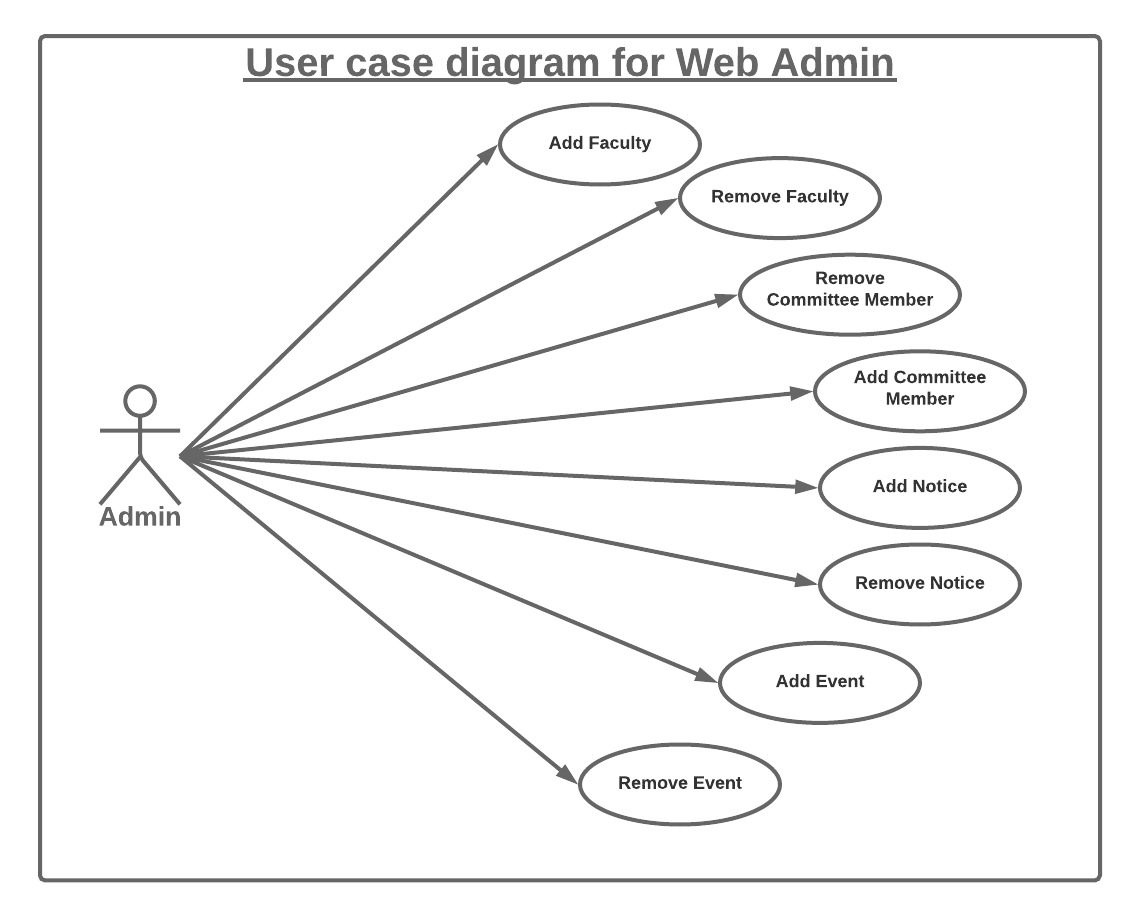 User case diagram for Web Admin
Add Faculty
Remove Faculty
Remove
Committee Member
Add Committee
Member
Add Notice
Admin
Remove Notice
Add Event
Remove Event